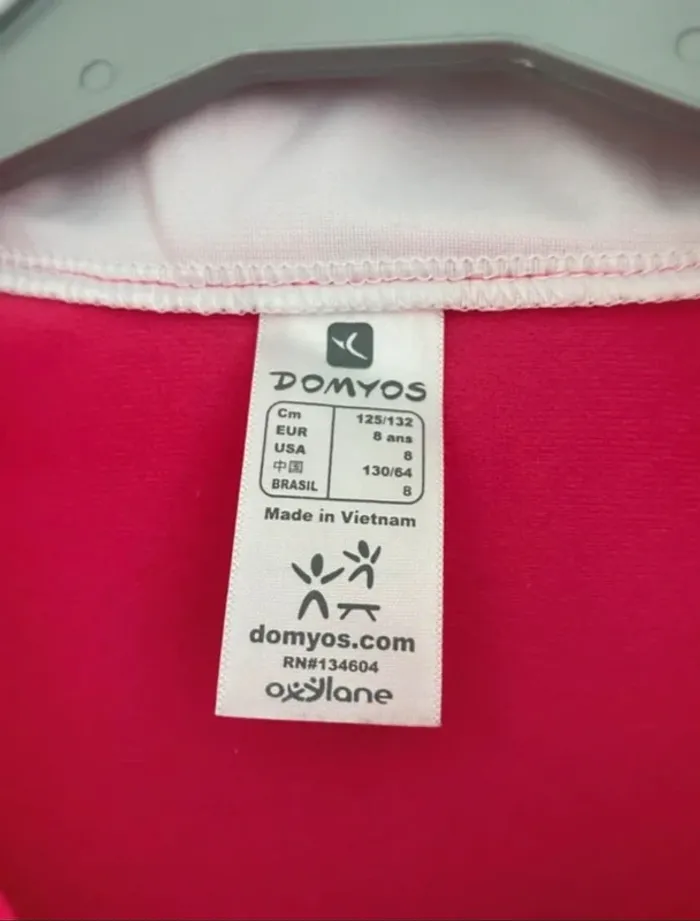 DOMYOS
Cm 125/132
EUR 8 ans
USA 8
中国 130/64
BRASIL 8
Made in Vietnam
domyos.com
RN#134604
oxylane